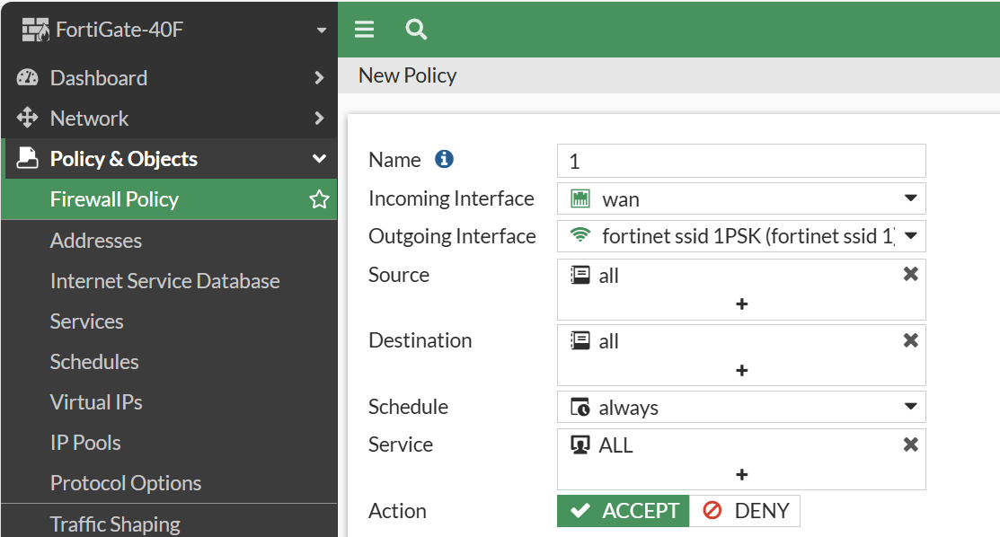 FortiGate-40F
Dashboard
Network
Policy & Objects
Firewall Policy
Addresses
Internet Service Database
Services
Schedules
Virtual IPs
IP Pools
Protocol Options
Traffic Shaping
New Policy
Name 1
Incoming Interface wan
Outgoing Interface fortinet ssid 1PSK (fortinet ssid 1)
Source all
+
Destination all
+
Schedule always
Service ALL
+
Action ACCEPT DENY